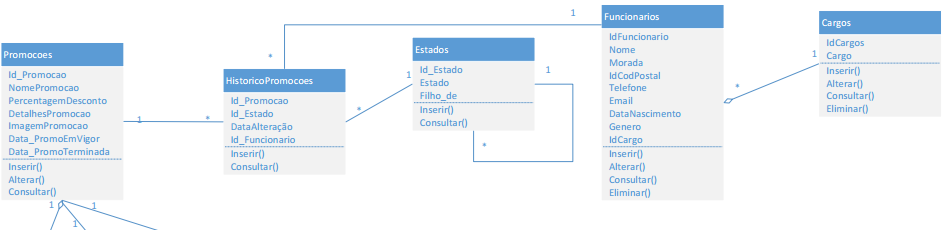 Promocoes
Id_Promocao
NomePromocao
PercentagemDesconto
DetalhesPromocao
ImagemPromocao
Data_PromoEmVigor
Data_PromoTerminada
Inserir()
Alterar()
Consultar()
1
1
1
1
*
HistoricoPromocoes
Id_Promocao
Id_Estado
DataAlteração
Id_Funcionario
Inserir()
Consultar()
*
1
*
1
Estados
Id_Estado
Estado
Filho_de
Inserir()
Consultar()
1
*
Funcionarios
IdFuncionario
Nome
Morada
IdCodPostal
Telefone
Email
DataNascimento
Genero
IdCargo
Inserir()
Alterar()
Consultar()
Eliminar()
*
1
Cargos
IdCargos
Cargo
Inserir()
Alterar()
Consultar()
Eliminar()